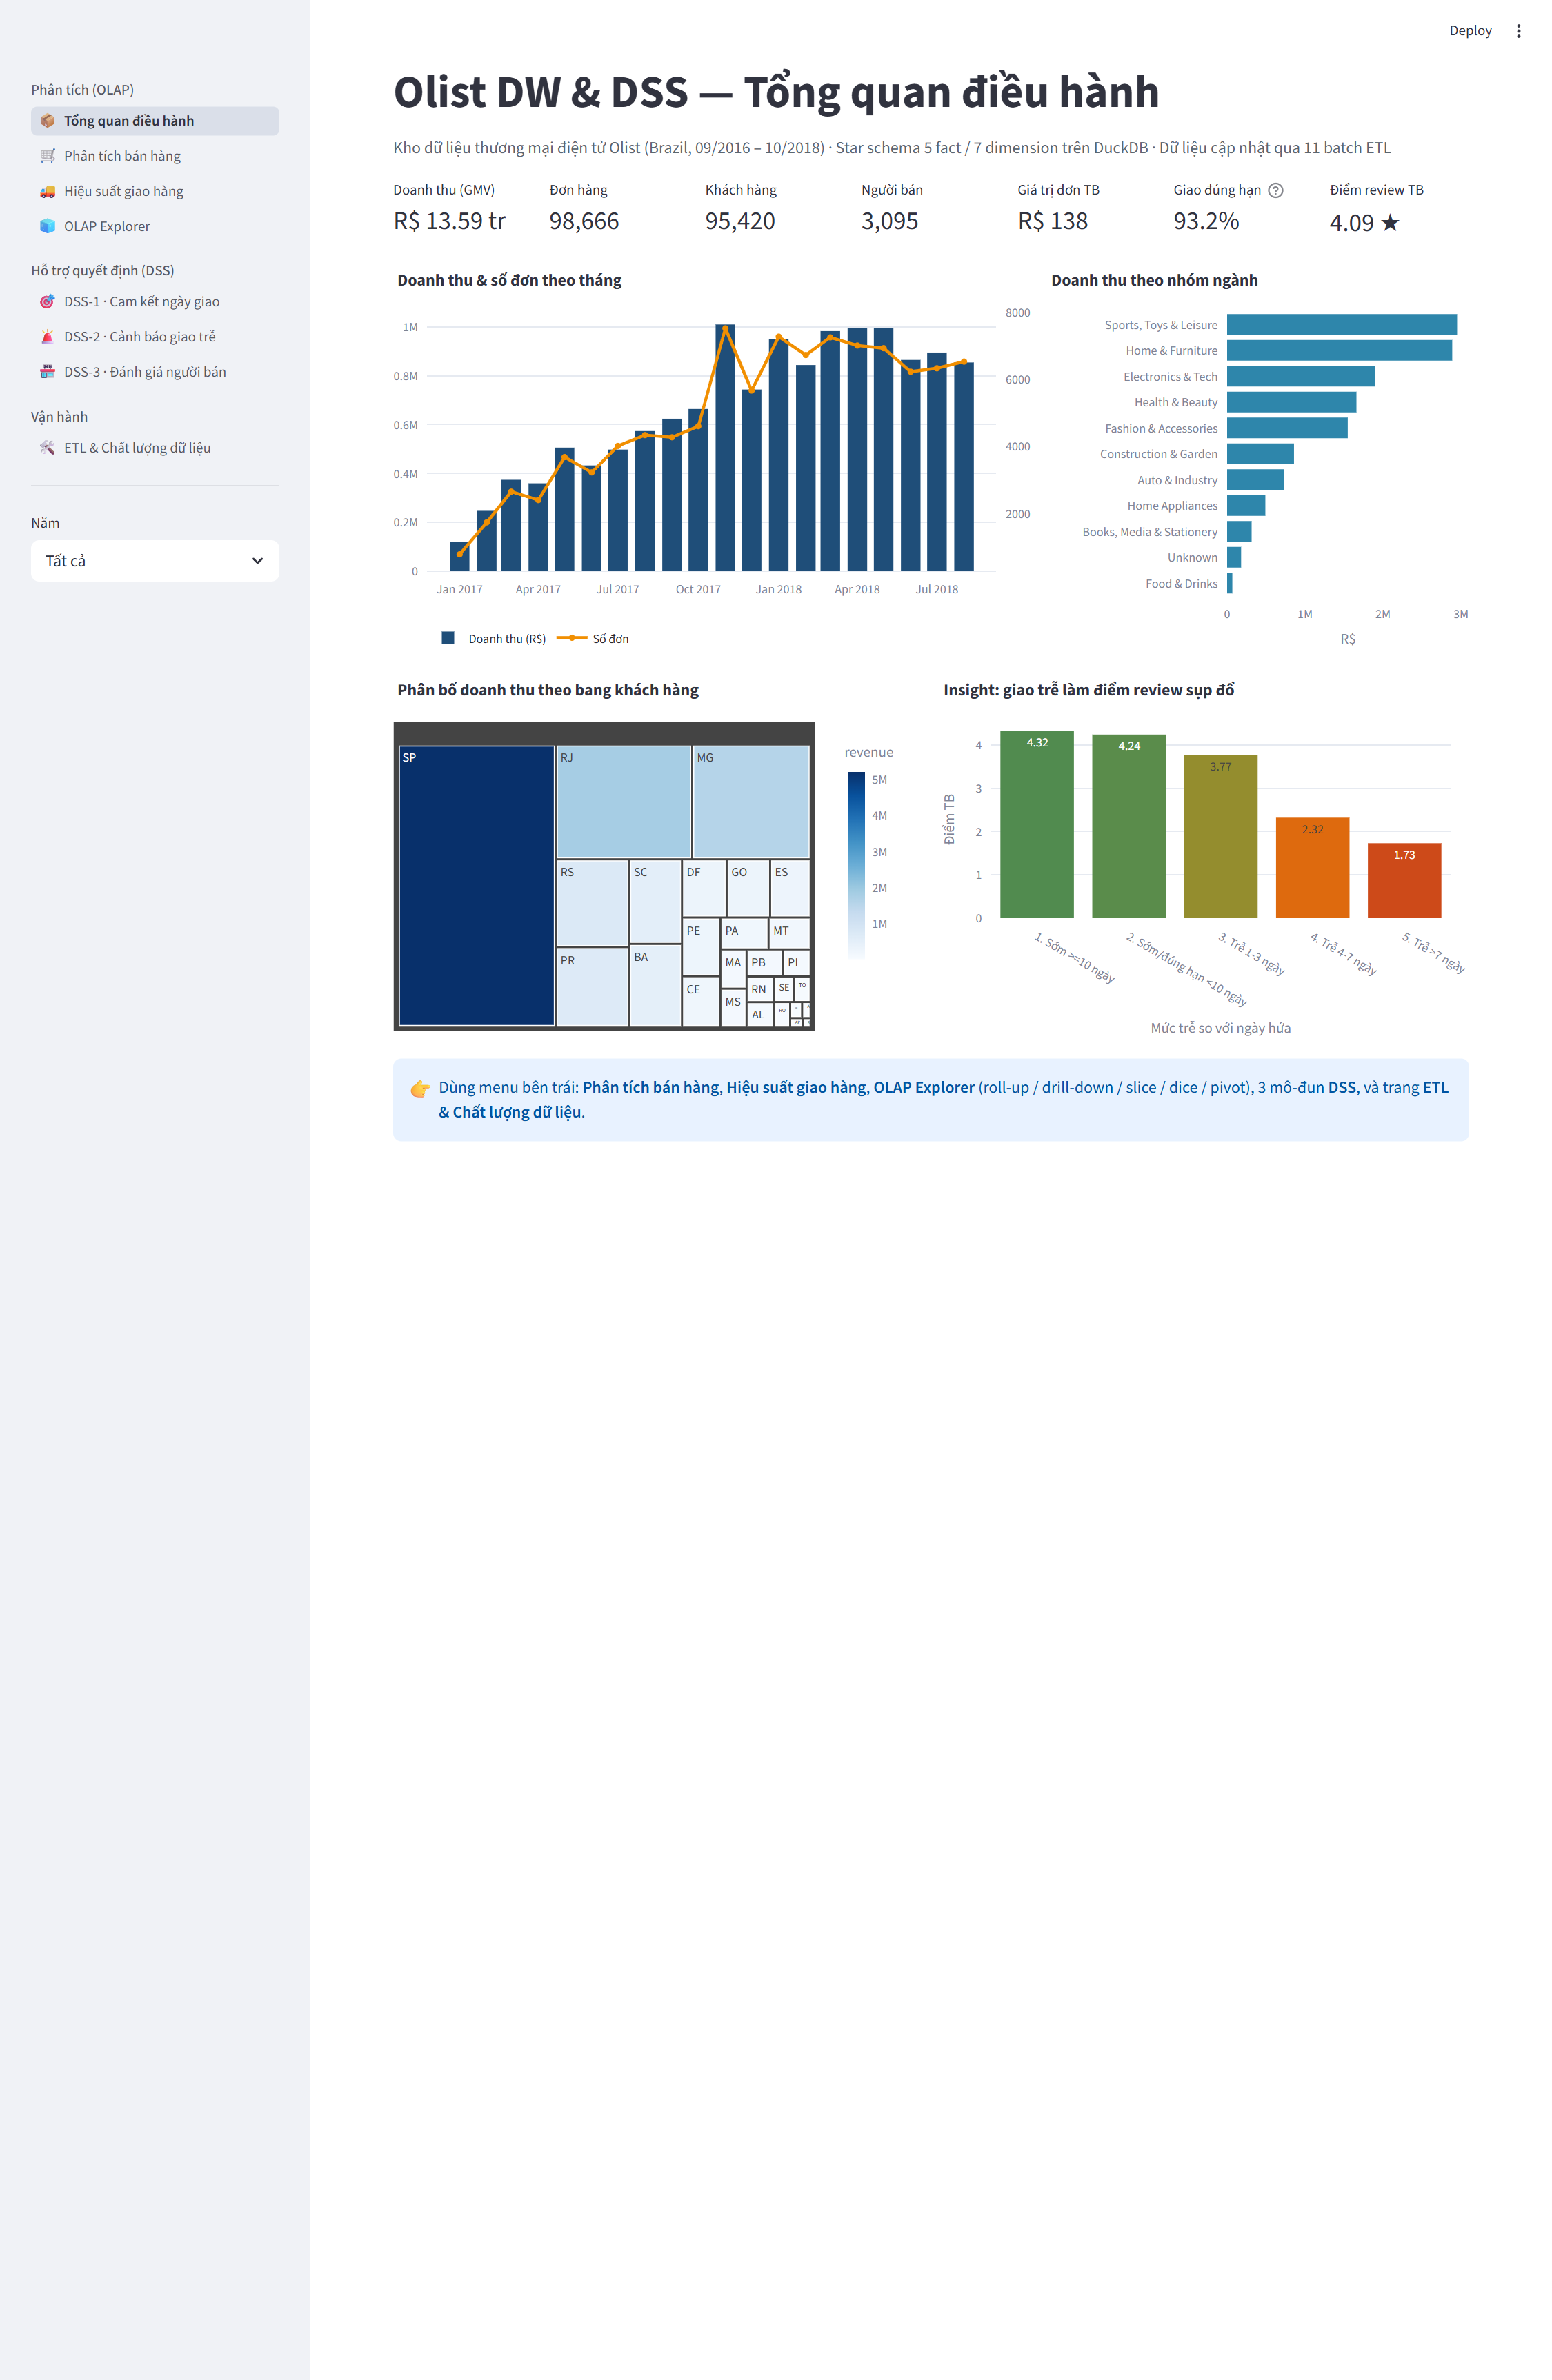 Deploy
Phân tích (OLAP)
Tổng quan điều hành
Phân tích bán hàng
Hiệu suất giao hàng
OLAP Explorer
Hỗ trợ quyết định (DSS)
DSS-1 · Cam kết ngày giao
DSS-2 · Cảnh báo giao trễ
DSS-3 · Đánh giá người bán
Vận hành
ETL & Chất lượng dữ liệu
Năm
Tất cả
Olist DW & DSS — Tổng quan điều hành
Kho dữ liệu thương mại điện tử Olist (Brazil, 09/2016 – 10/2018) · Star schema 5 fact / 7 dimension trên DuckDB · Dữ liệu cập nhật qua 11 batch ETL
Doanh thu (GMV)
R$ 13.59 tr
Đơn hàng
98,666
Khách hàng
95,420
Người bán
3,095
Giá trị đơn TB
R$ 138
Giao đúng hạn
93.2%
Điểm review TB
4.09 ★
Doanh thu & số đơn theo tháng
1M
0.8M
0.6M
0.4M
0.2M
0
8000
6000
4000
2000
Jan 2017 Apr 2017 Jul 2017 Oct 2017 Jan 2018 Apr 2018 Jul 2018
Doanh thu (R$) Số đơn
Doanh thu theo nhóm ngành
Sports, Toys & Leisure
Home & Furniture
Electronics & Tech
Health & Beauty
Fashion & Accessories
Construction & Garden
Auto & Industry
Home Appliances
Books, Media & Stationery
Unknown
Food & Drinks
0 1M 2M 3M
R$
Phân bố doanh thu theo bang khách hàng
SP RJ MG
RS SC DF GO ES
PE PA MT
PR BA MA PB PI
CE MS RN SE TO
AL
revenue
5M
4M
3M
2M
1M
Insight: giao trễ làm điểm review sụp đổ
Điểm TB
4
3
2
1
0
4.32
4.24
3.77
2.32
1.73
1. Sớm >=10 ngày
2. Sớm/đúng hạn <10 ngày
3. Trễ 1-3 ngày
4. Trễ 4-7 ngày
5. Trễ >7 ngày
Mức trễ so với ngày hứa
Dùng menu bên trái: Phân tích bán hàng, Hiệu suất giao hàng, OLAP Explorer (roll-up / drill-down / slice / dice / pivot), 3 mô-đun DSS, và trang ETL
& Chất lượng dữ liệu.